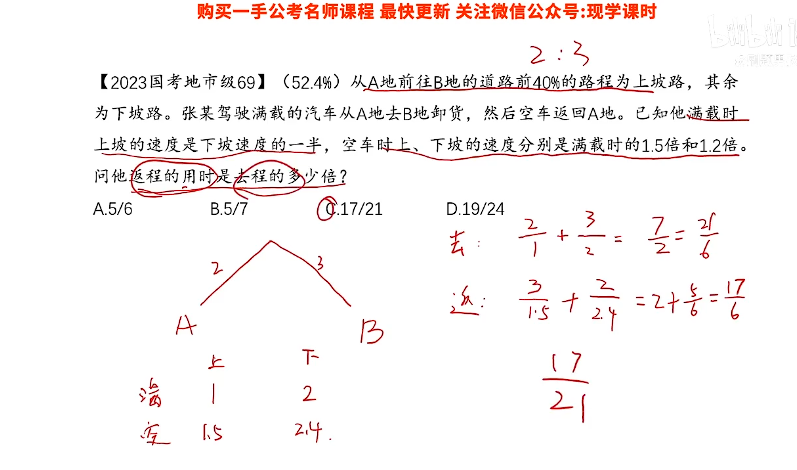 购买一手公考名师课程 最快更新 关注微信公众号:现学课时
bilibili
2:3
【2023国考地市级69】（52.4%）从A地前往B地的道路前40%的路程为上坡路，其余
为下坡路。张某驾驶满载的汽车从A地去B地卸货，然后空车返回A地。已知他满载时
上坡的速度是下坡速度的一半，空车时上、下坡的速度分别是满载时的1.5倍和1.2倍。
问他返程的用时是去程的多少倍？
A.5/6 B.5/7 C.17/21 D.19/24
去: 2/1 + 3/2 = 7/2 = 21/6
2 3
返: 3/1.5 + 2/2.4 = 2 + 5/6 = 17/6
A B
17/21
上 下
满 1 2
空 1.5 2.4.